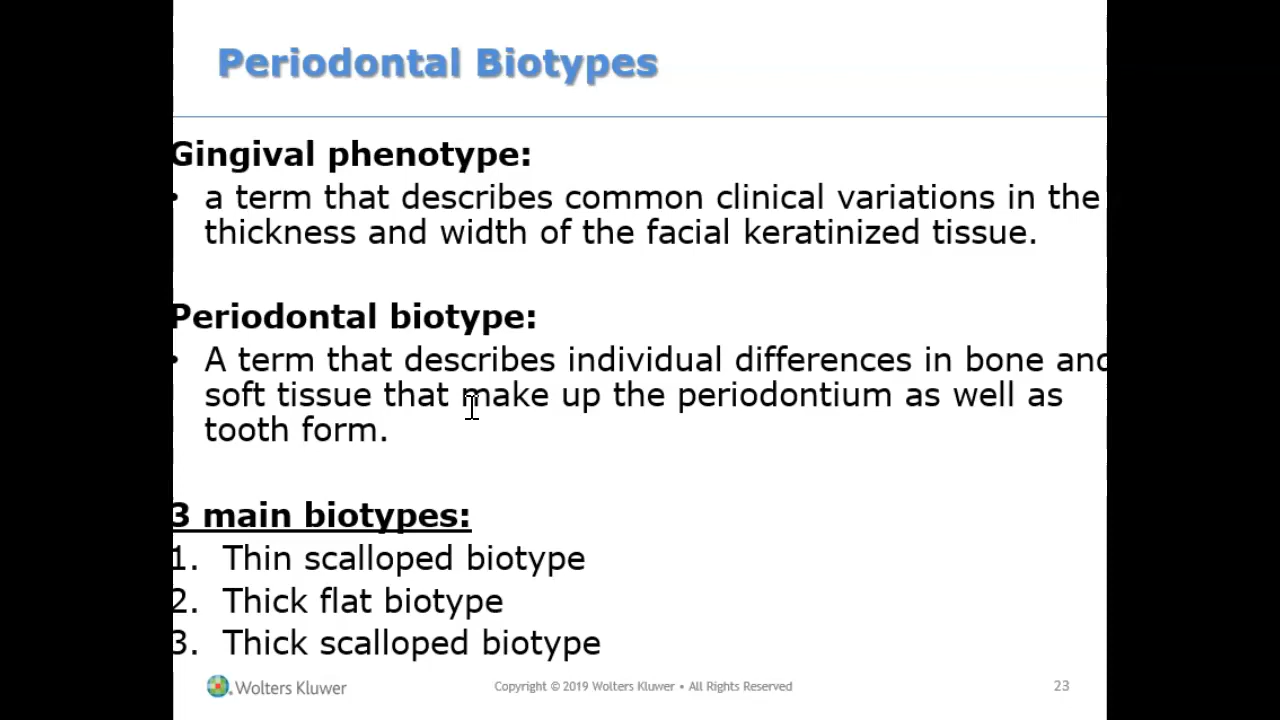 Periodontal Biotypes
Gingival phenotype:
• a term that describes common clinical variations in the
thickness and width of the facial keratinized tissue.
Periodontal biotype:
• A term that describes individual differences in bone and
soft tissue that make up the periodontium as well as
tooth form.
3 main biotypes:
1. Thin scalloped biotype
2. Thick flat biotype
3. Thick scalloped biotype
Wolters Kluwer
Copyright © 2019 Wolters Kluwer • All Rights Reserved
23